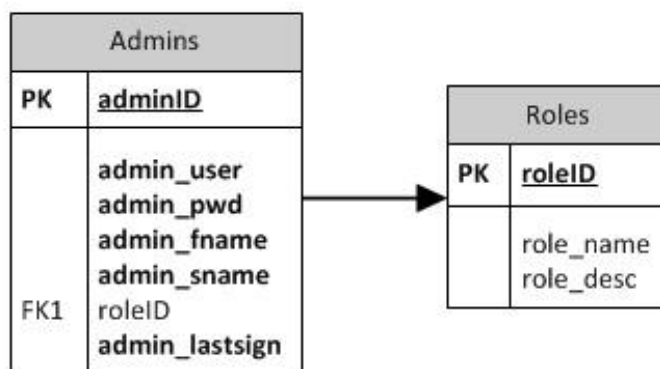 Admins
PK adminID
admin_user
admin_pwd
admin_fname
admin_sname
FK1 roleID
admin_lastsign
Roles
PK roleID
role_name
role_desc